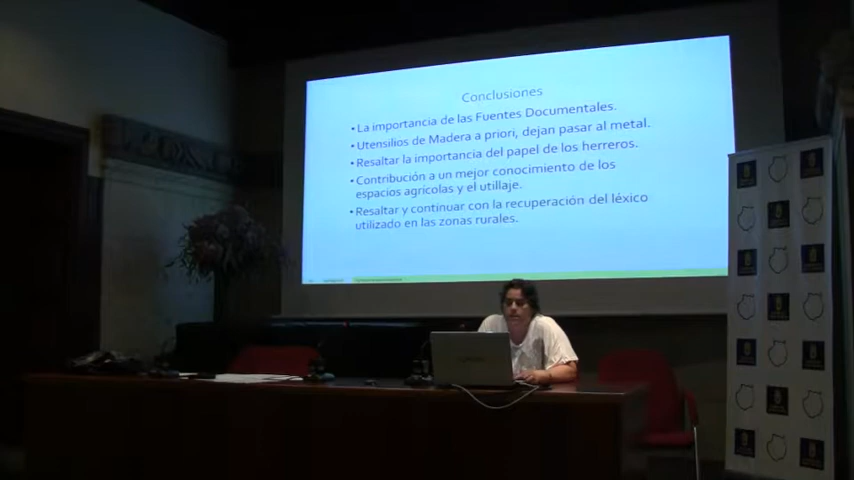 Conclusiones
•La importancia de las Fuentes Documentales.
•Utensilios de Madera a priori, dejan pasar al metal.
•Resaltar la importancia del papel de los herreros.
•Contribución a un mejor conocimiento de los
espacios agrícolas y el utillaje.
•Resaltar y continuar con la recuperación del léxico
utilizado en las zonas rurales.